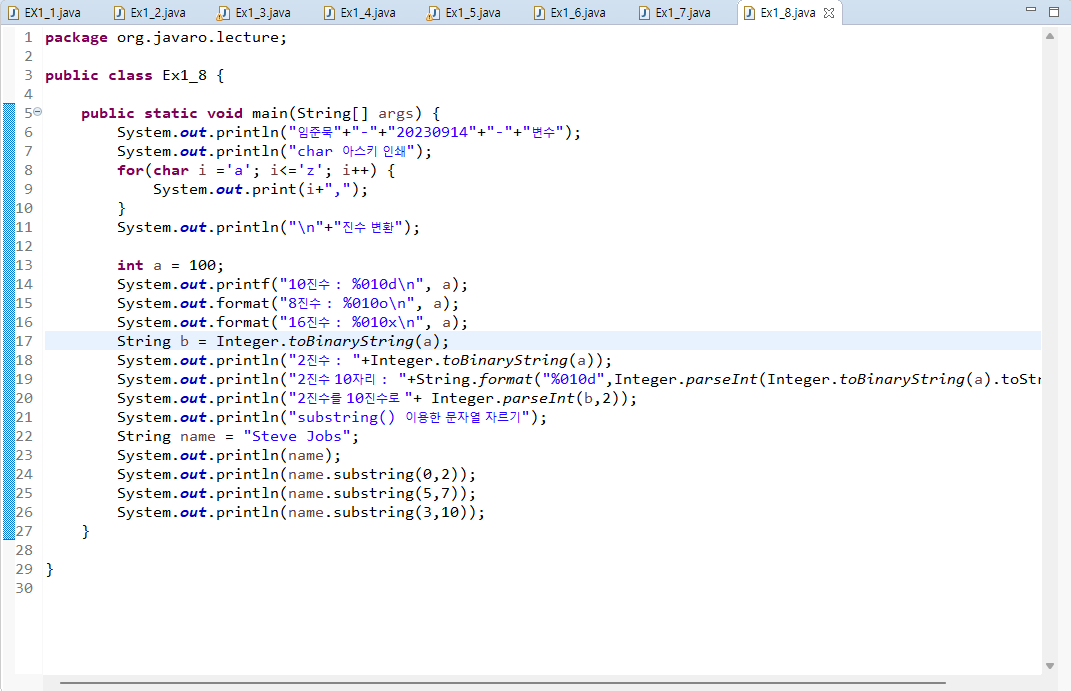 EX1_1.java Ex1_2.java Ex1_3.java Ex1_4.java Ex1_5.java Ex1_6.java Ex1_7.java Ex1_8.java
1 package org.javaro.lecture;
2
3 public class Ex1_8 {
4
5 public static void main(String[] args) {
6 System.out.println("임준묵"+"-"+"20230914"+"-"+"변수");
7 System.out.println("char 아스키 인쇄");
8 for(char i ='a'; i<='z'; i++) {
9 System.out.print(i+",");
10 }
11 System.out.println("\n"+"진수 변환");
12
13 int a = 100;
14 System.out.printf("10진수 : %010d\n", a);
15 System.out.format("8진수 : %010o\n", a);
16 System.out.format("16진수 : %010x\n", a);
17 String b = Integer.toBinaryString(a);
18 System.out.println("2진수 : "+Integer.toBinaryString(a));
19 System.out.println("2진수 10자리 : "+String.format("%010d",Integer.parseInt(Integer.toBinaryString(a).toStr
20 System.out.println("2진수를 10진수로 "+ Integer.parseInt(b,2));
21 System.out.println("substring() 이용한 문자열 자르기");
22 String name = "Steve Jobs";
23 System.out.println(name);
24 System.out.println(name.substring(0,2));
25 System.out.println(name.substring(5,7));
26 System.out.println(name.substring(3,10));
27 }
28
29 }
30